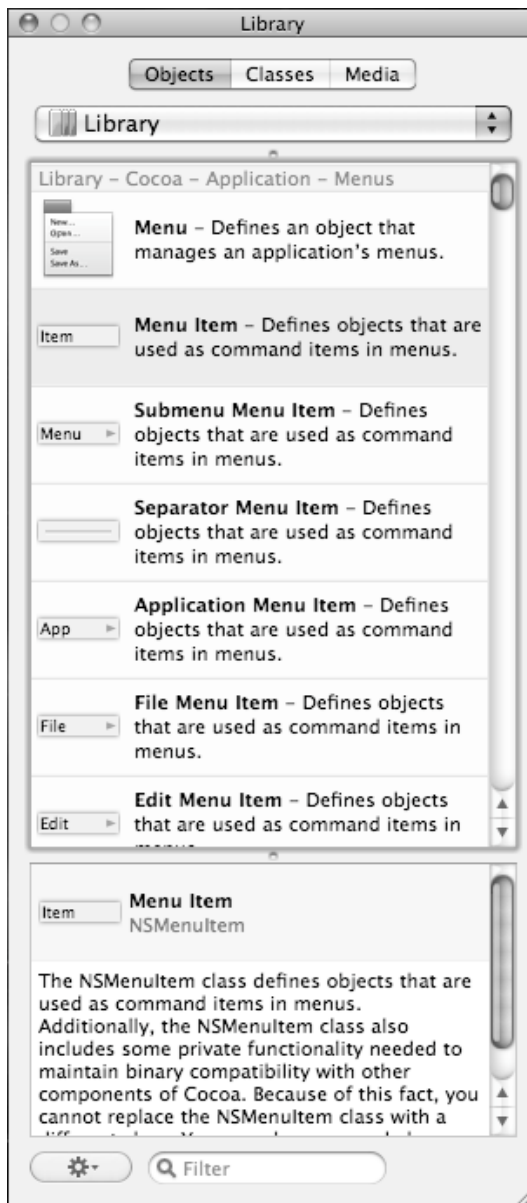 Library
Objects Classes Media
Library
Library – Cocoa – Application – Menus
New...
Open...
Save
Save As...
Menu – Defines an object that
manages an application's menus.
Item
Menu Item – Defines objects that are
used as command items in menus.
Menu
Submenu Menu Item – Defines
objects that are used as command
items in menus.
Separator Menu Item – Defines
objects that are used as command
items in menus.
App
Application Menu Item – Defines
objects that are used as command
items in menus.
File
File Menu Item – Defines objects
that are used as command items in
menus.
Edit
Edit Menu Item – Defines objects
that are used as command items in
Item
Menu Item
NSMenuItem
The NSMenuItem class defines objects that are
used as command items in menus.
Additionally, the NSMenuItem class also
includes some private functionality needed to
maintain binary compatibility with other
components of Cocoa. Because of this fact, you
cannot replace the NSMenuItem class with a
Filter